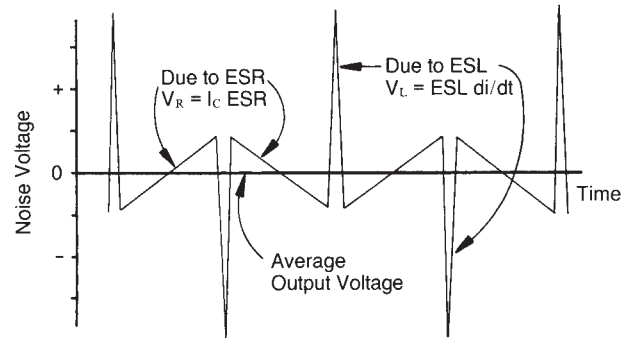 Noise Voltage
+
0
−
Due to ESR
V_R = I_C ESR
Due to ESL
V_L = ESL di/dt
Time
Average
Output Voltage